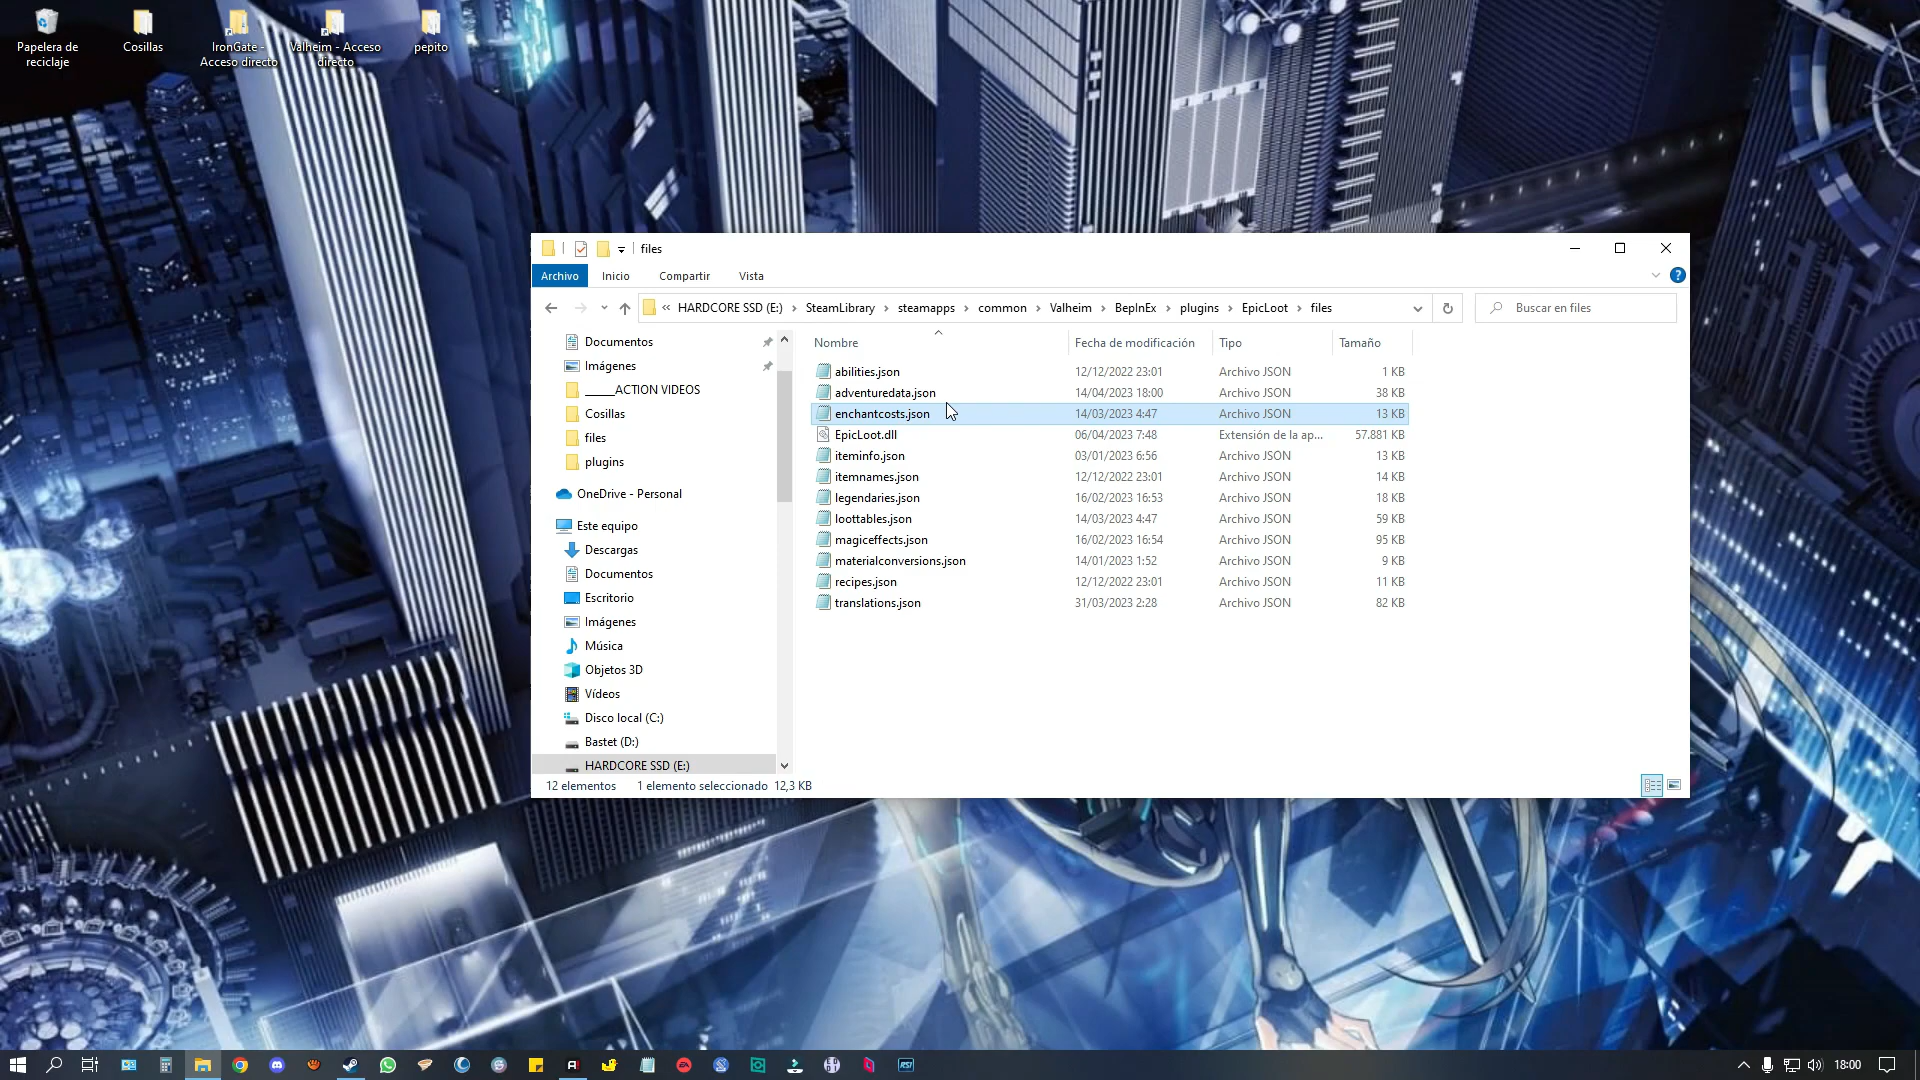 Papelera de
reciclaje
Cosillas
IronGate -
Acceso directo
Valheim - Acceso
directo
pepito
files
Archivo
Inicio
Compartir
Vista
« HARDCORE SSD (E:) › SteamLibrary › steamapps › common › Valheim › BepInEx › plugins › EpicLoot › files
Buscar en files
Documentos
Imágenes
_____ACTION VIDEOS
Cosillas
files
plugins
OneDrive - Personal
Este equipo
Descargas
Documentos
Escritorio
Imágenes
Música
Objetos 3D
Vídeos
Disco local (C:)
Bastet (D:)
HARDCORE SSD (E:)
Nombre Fecha de modificación Tipo Tamaño
abilities.json 12/12/2022 23:01 Archivo JSON 1 KB
adventuredata.json 14/04/2023 18:00 Archivo JSON 38 KB
enchantcosts.json 14/03/2023 4:47 Archivo JSON 13 KB
EpicLoot.dll 06/04/2023 7:48 Extensión de la ap... 57.881 KB
iteminfo.json 03/01/2023 6:56 Archivo JSON 13 KB
itemnames.json 12/12/2022 23:01 Archivo JSON 14 KB
legendaries.json 16/02/2023 16:53 Archivo JSON 18 KB
loottables.json 14/03/2023 4:47 Archivo JSON 59 KB
magiceffects.json 16/02/2023 16:54 Archivo JSON 95 KB
materialconversions.json 14/01/2023 1:52 Archivo JSON 9 KB
recipes.json 12/12/2022 23:01 Archivo JSON 11 KB
translations.json 31/03/2023 2:28 Archivo JSON 82 KB
12 elementos 1 elemento seleccionado 12,3 KB
18:00